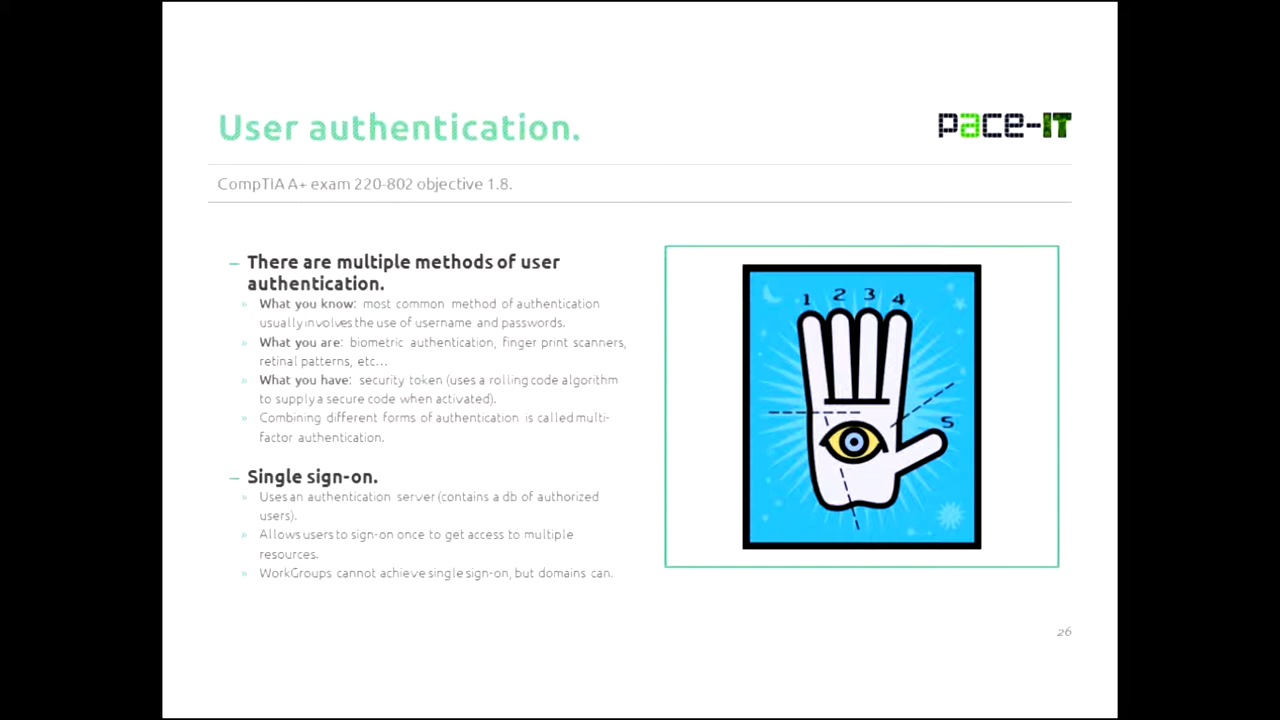 User authentication.
pace-IT
CompTIA A+ exam 220-802 objective 1.8.
– There are multiple methods of user
authentication.
» What you know: most common method of authentication
usually involves the use of username and passwords.
» What you are: biometric authentication, finger print scanners,
retinal patterns, etc...
» What you have: security token (uses a rolling code algorithm
to supply a secure code when activated).
» Combining different forms of authentication is called multi-
factor authentication.
– Single sign-on.
» Uses an authentication server (contains a db of authorized
users).
» Allows users to sign-on once to get access to multiple
resources.
» WorkGroups cannot achieve single sign-on, but domains can.
1 2 3 4
5
26